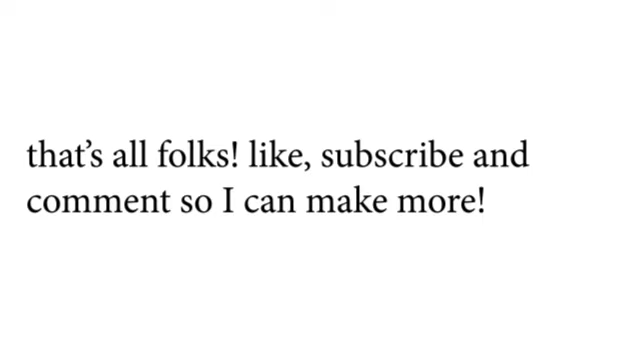 that’s all folks! like, subscribe and
comment so I can make more!